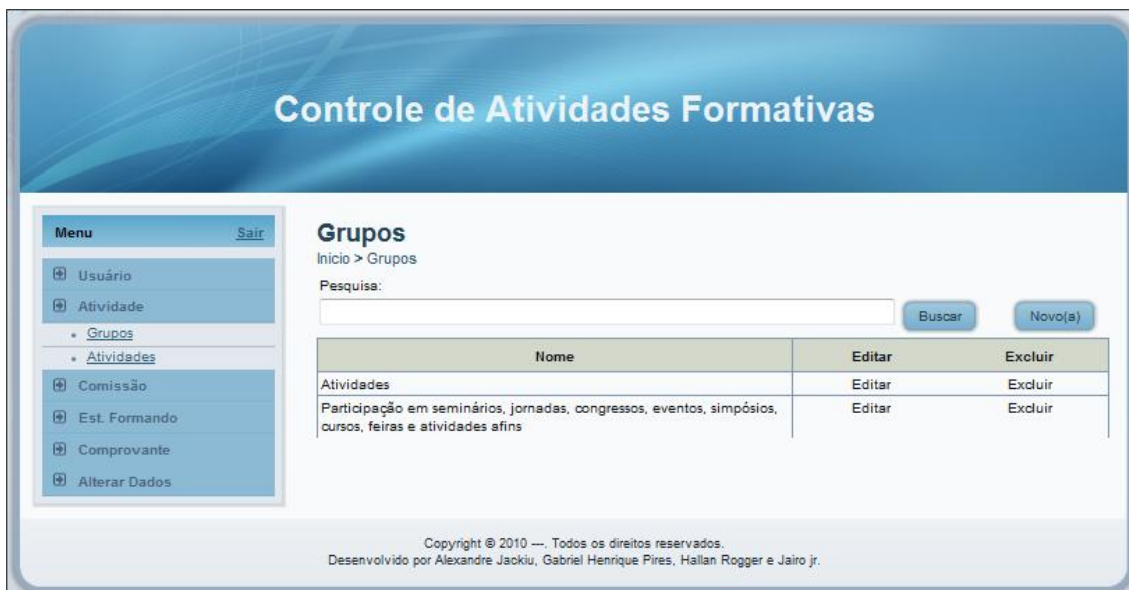 Controle de Atividades Formativas
Menu Sair
Usuário
Atividade
Grupos
Atividades
Comissão
Est. Formando
Comprovante
Alterar Dados
Grupos
Inicio > Grupos
Pesquisa:
Buscar Novo(a)
Nome Editar Excluir
Atividades Editar Excluir
Participação em seminários, jornadas, congressos, eventos, simpósios, Editar Excluir
cursos, feiras e atividades afins
Copyright © 2010 ---. Todos os direitos reservados.
Desenvolvido por Alexandre Jackiu, Gabriel Henrique Pires, Hallan Rogger e Jairo jr.